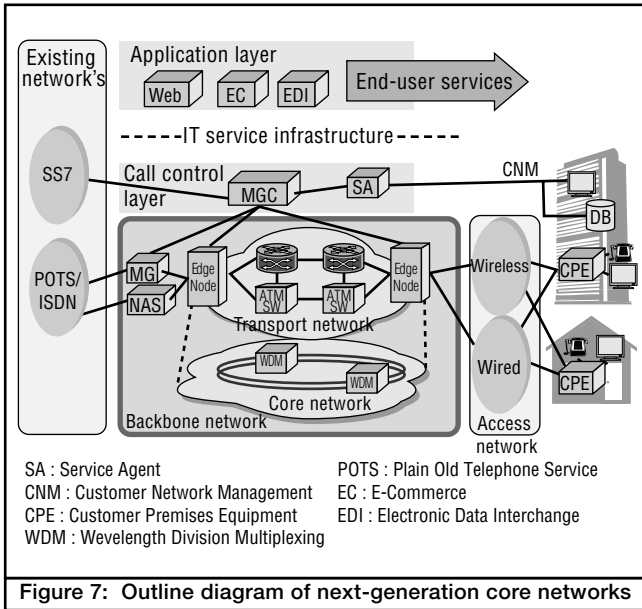 Existing
network's
Application layer
Web
EC
EDI
End-user services
IT service infrastructure
SS7
Call control
layer
MGC
SA
CNM
DB
POTS/
ISDN
MG
NAS
Edge
Node
ATM
SW
ATM
SW
Edge
Node
Transport network
WDM
WDM
Core network
Backbone network
Wireless
Wired
Access
network
CPE
CPE
SA : Service Agent
CNM : Customer Network Management
CPE : Customer Premises Equipment
WDM : Wevelength Division Multiplexing
POTS : Plain Old Telephone Service
EC : E-Commerce
EDI : Electronic Data Interchange
Figure 7: Outline diagram of next-generation core networks